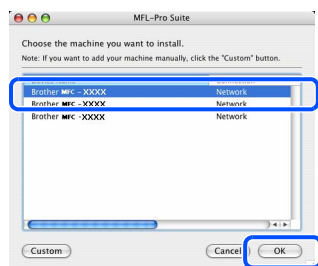 MFL-Pro Suite
Choose the machine you want to install.
Note: If you want to add your machine manually, click the "Custom" button.
Brother MFC - XXXX Network
Brother MFC - XXXX Network
Brother MFC - XXXX Network
Custom Cancel OK